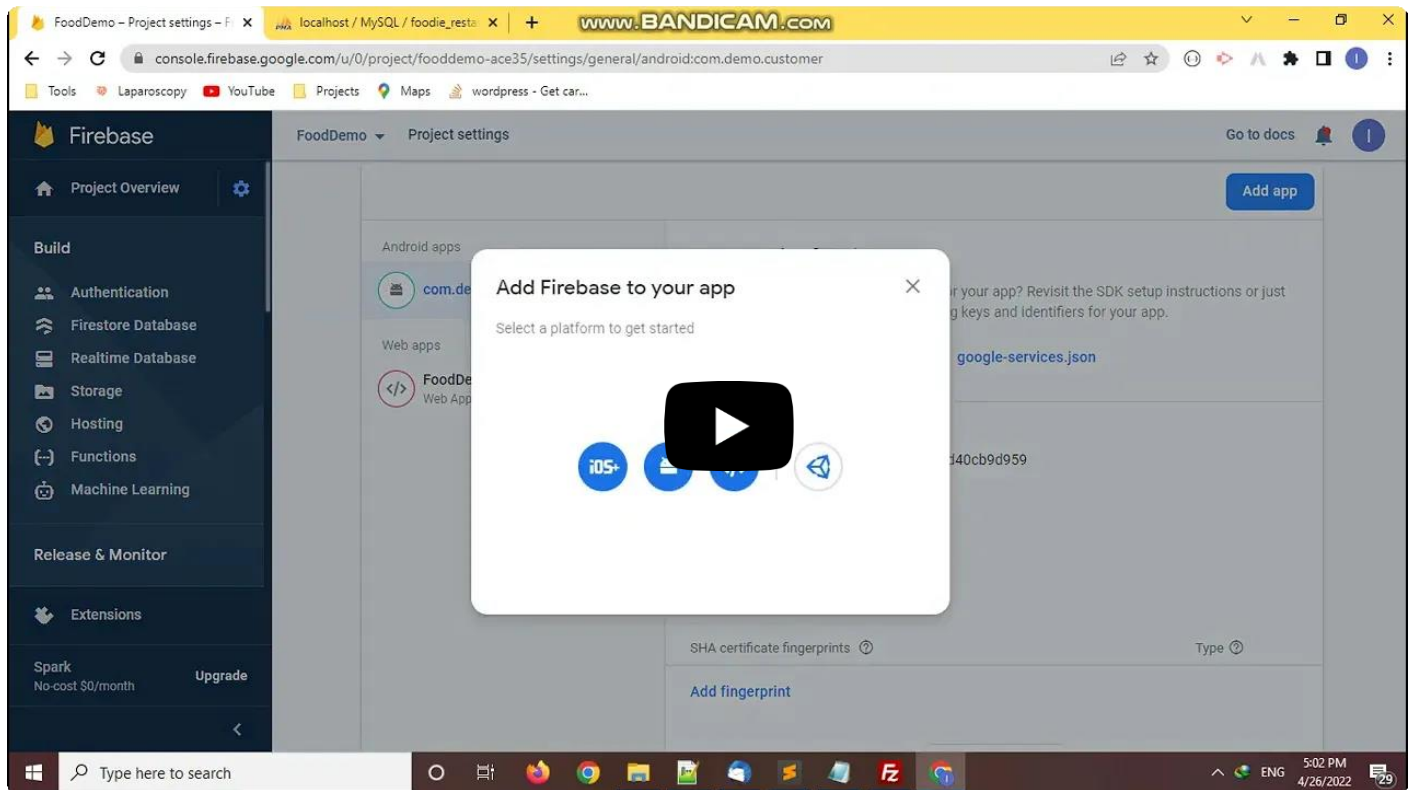 FoodDemo – Project settings – F
localhost / MySQL / foodie_resta
www.BANDICAM.com
console.firebase.google.com/u/0/project/fooddemo-ace35/settings/general/android:com.demo.customer
Tools
Laparoscopy
YouTube
Projects
Maps
wordpress - Get car...
Firebase
FoodDemo
Project settings
Go to docs
I
Project Overview
Add app
Build
Android apps
com.de
Add Firebase to your app
Select a platform to get started
r your app? Revisit the SDK setup instructions or just
g keys and identifiers for your app.
google-services.json
Authentication
Firestore Database
Realtime Database
Storage
Hosting
Functions
Machine Learning
Web apps
FoodDe
Web App
iOS+
d40cb9d959
Release & Monitor
Extensions
Spark
No-cost $0/month
Upgrade
SHA certificate fingerprints
Type
Add fingerprint
Type here to search
ENG
5:02 PM
4/26/2022
29